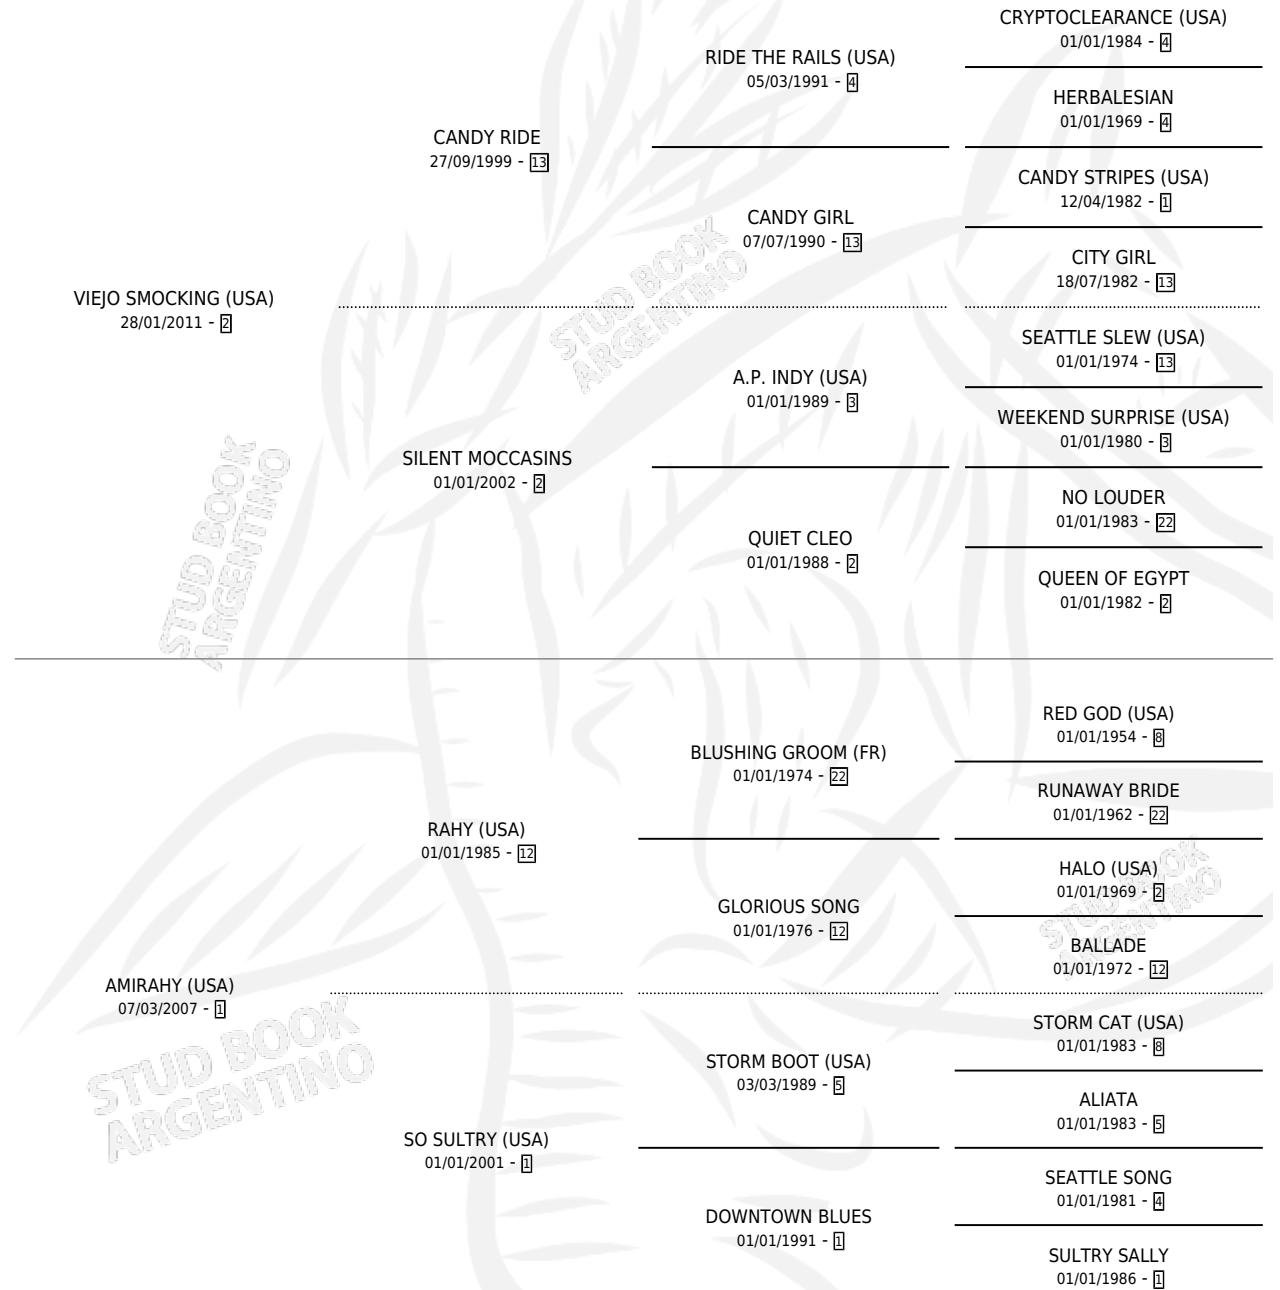 CRYPTOCLEARANCE (USA)
01/01/1984 - 4
RIDE THE RAILS (USA)
05/03/1991 - 4
HERBALESIAN
01/01/1969 - 4
CANDY RIDE
27/09/1999 - 13
CANDY STRIPES (USA)
12/04/1982 - 1
CANDY GIRL
07/07/1990 - 13
CITY GIRL
18/07/1982 - 13
VIEJO SMOCKING (USA)
28/01/2011 - 2
SEATTLE SLEW (USA)
01/01/1974 - 13
A.P. INDY (USA)
01/01/1989 - 3
WEEKEND SURPRISE (USA)
01/01/1980 - 3
SILENT MOCCASINS
01/01/2002 - 2
NO LOUDER
01/01/1983 - 22
QUIET CLEO
01/01/1988 - 2
QUEEN OF EGYPT
01/01/1982 - 2
RED GOD (USA)
01/01/1954 - 8
BLUSHING GROOM (FR)
01/01/1974 - 22
RUNAWAY BRIDE
01/01/1962 - 22
RAHY (USA)
01/01/1985 - 12
HALO (USA)
01/01/1969 - 2
GLORIOUS SONG
01/01/1976 - 12
BALLADE
01/01/1972 - 12
AMIRAHY (USA)
07/03/2007 - 1
STORM CAT (USA)
01/01/1983 - 8
STORM BOOT (USA)
03/03/1989 - 5
ALIATA
01/01/1983 - 5
SO SULTRY (USA)
01/01/2001 - 1
SEATTLE SONG
01/01/1981 - 4
DOWNTOWN BLUES
01/01/1991 - 1
SULTRY SALLY
01/01/1986 - 1
STUD BOOK
ARGENTINO
STUD BOOK
ARGENTINO
STUD BOOK
ARGENTINO
STUD BOOK
ARGENTINO